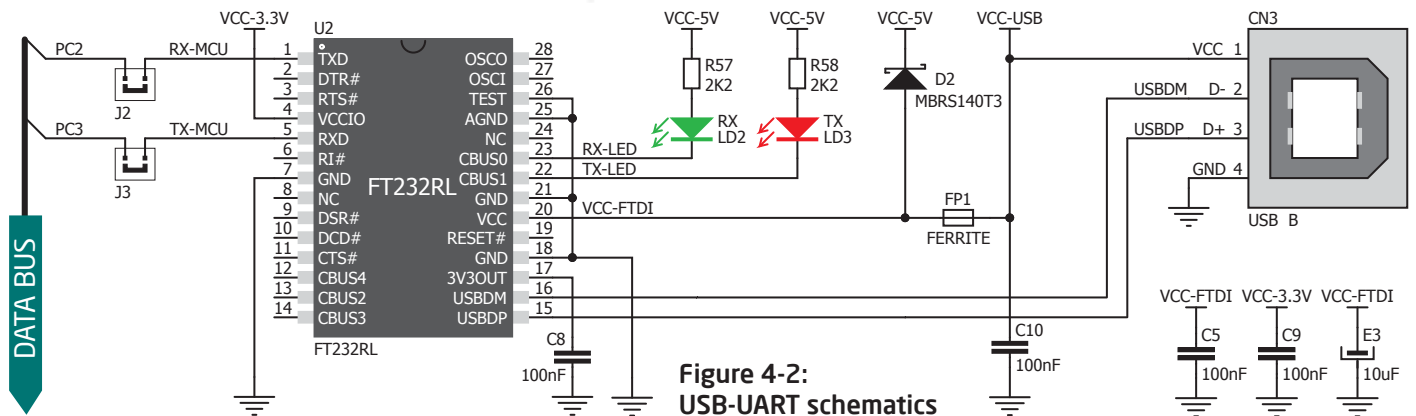 VCC-3.3V
U2
PC2
RX-MCU
J2
PC3
TX-MCU
J3
DATA BUS
1 TXD
2 DTR#
3 RTS#
4 VCCIO
5 RXD
6 RI#
7 GND
8 NC
9 DSR#
10 DCD#
11 CTS#
12 CBUS4
13 CBUS2
14 CBUS3
FT232RL
OSCO 28
OSCI 27
TEST 26
AGND 25
NC 24
CBUS0 23
CBUS1 22
GND 21
VCC 20
RESET# 19
GND 18
3V3OUT 17
USBDM 16
USBDP 15
FT232RL
RX-LED
TX-LED
VCC-FTDI
VCC-5V
R57
2K2
RX
LD2
VCC-5V
R58
2K2
TX
LD3
VCC-5V
D2
MBRS140T3
VCC-USB
FP1
FERRITE
C8
100nF
C10
100nF
CN3
VCC 1
USBDM D- 2
USBDP D+ 3
GND 4
USB B
VCC-FTDI
C5
100nF
VCC-3.3V
C9
100nF
VCC-FTDI
E3
10uF
Figure 4-2:
USB-UART schematics